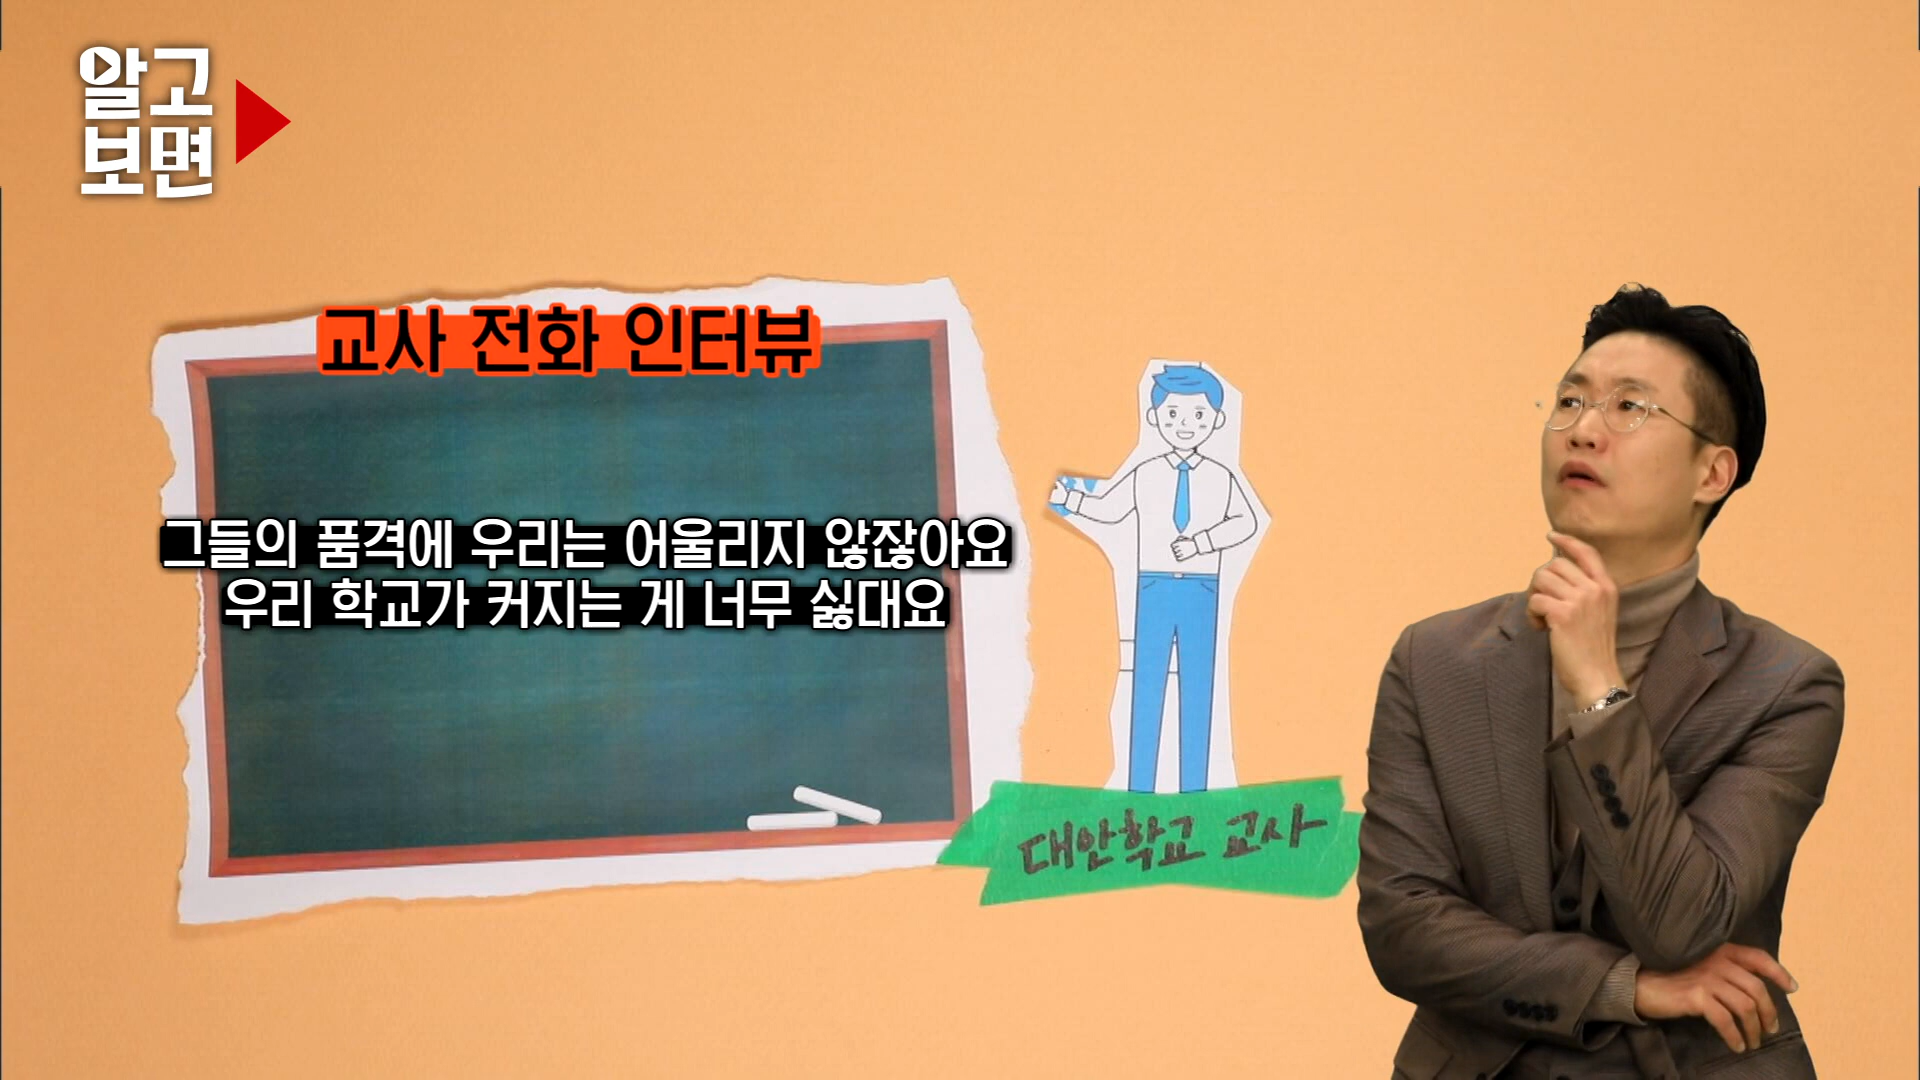 알고
보면
교사 전화 인터뷰
그들의 품격에 우리는 어울리지 않잖아요
우리 학교가 커지는 게 너무 싫대요
대안학교 교사